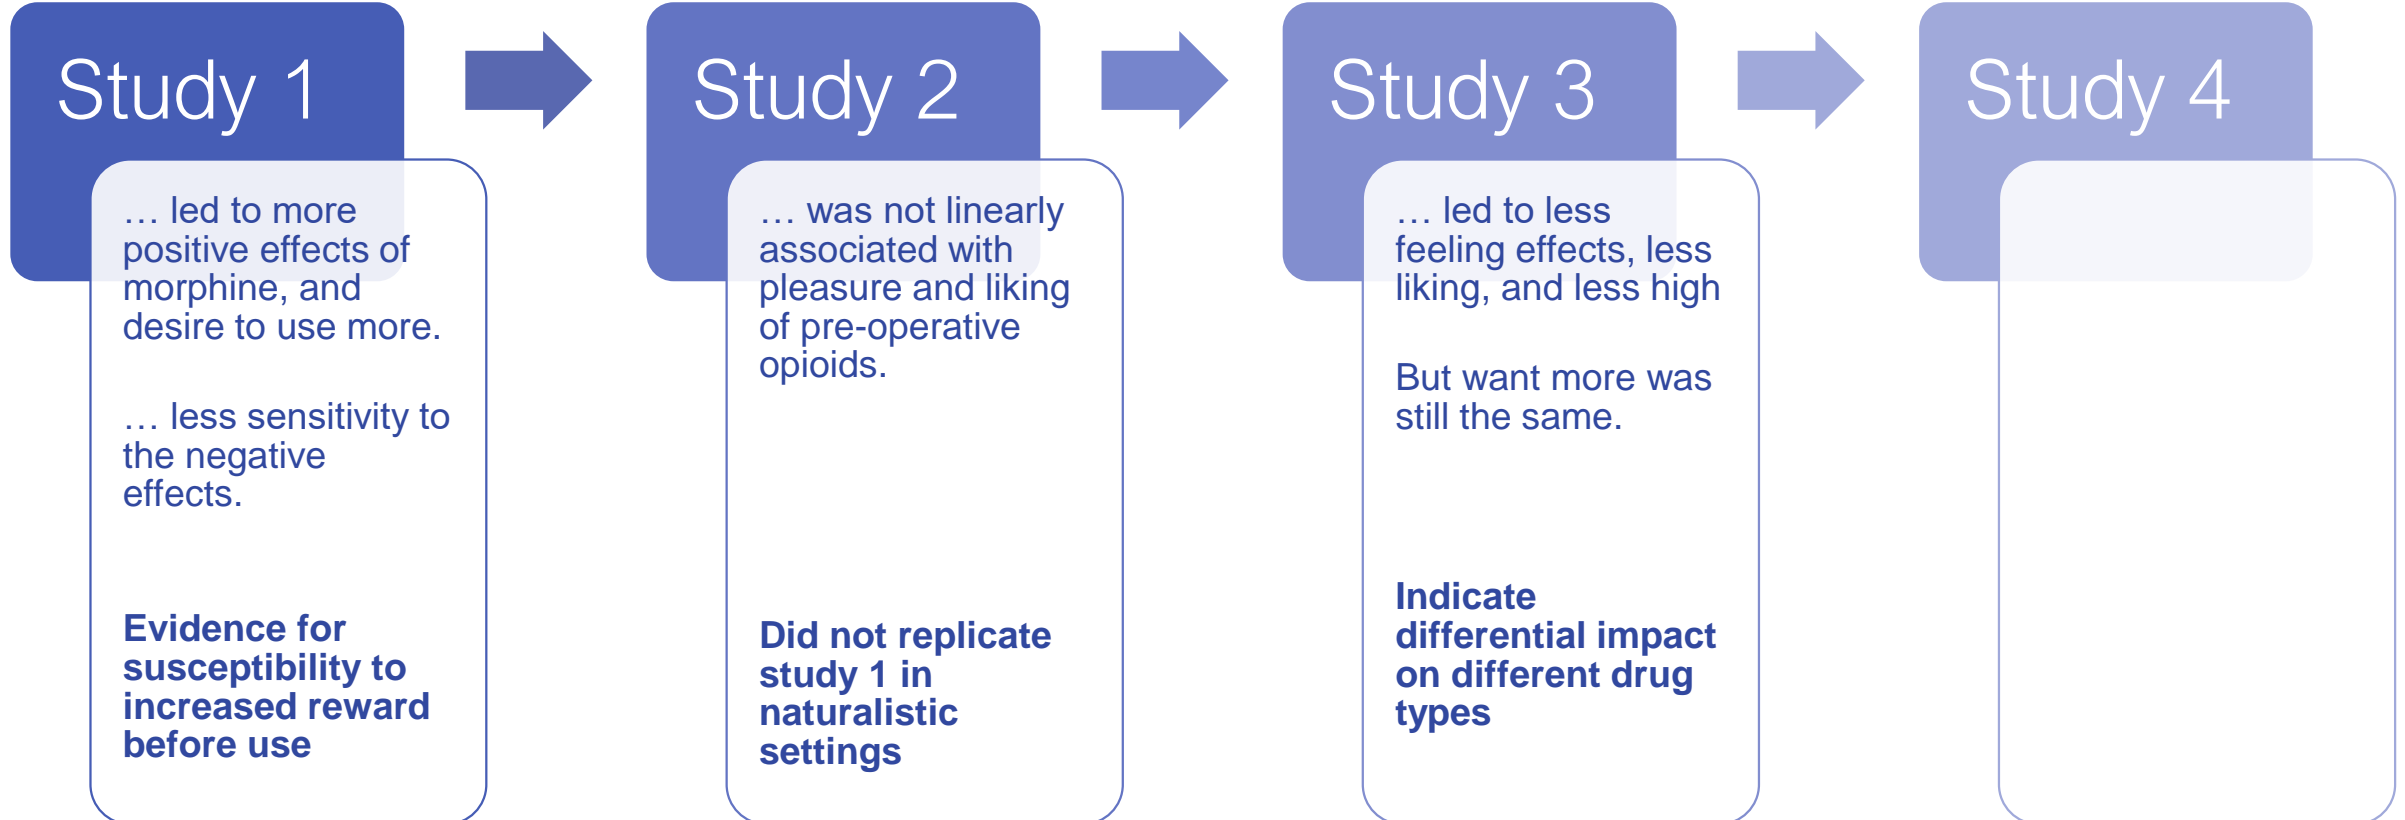 Study 1
… led to more
positive effects of
morphine, and
desire to use more.
… less sensitivity to
the negative
effects.
Evidence for
susceptibility to
increased reward
before use
Study 2
… was not linearly
associated with
pleasure and liking
of pre-operative
opioids.
Did not replicate
study 1 in
naturalistic
settings
Study 3
… led to less
feeling effects, less
liking, and less high
But want more was
still the same.
Indicate
differential impact
on different drug
types
Study 4